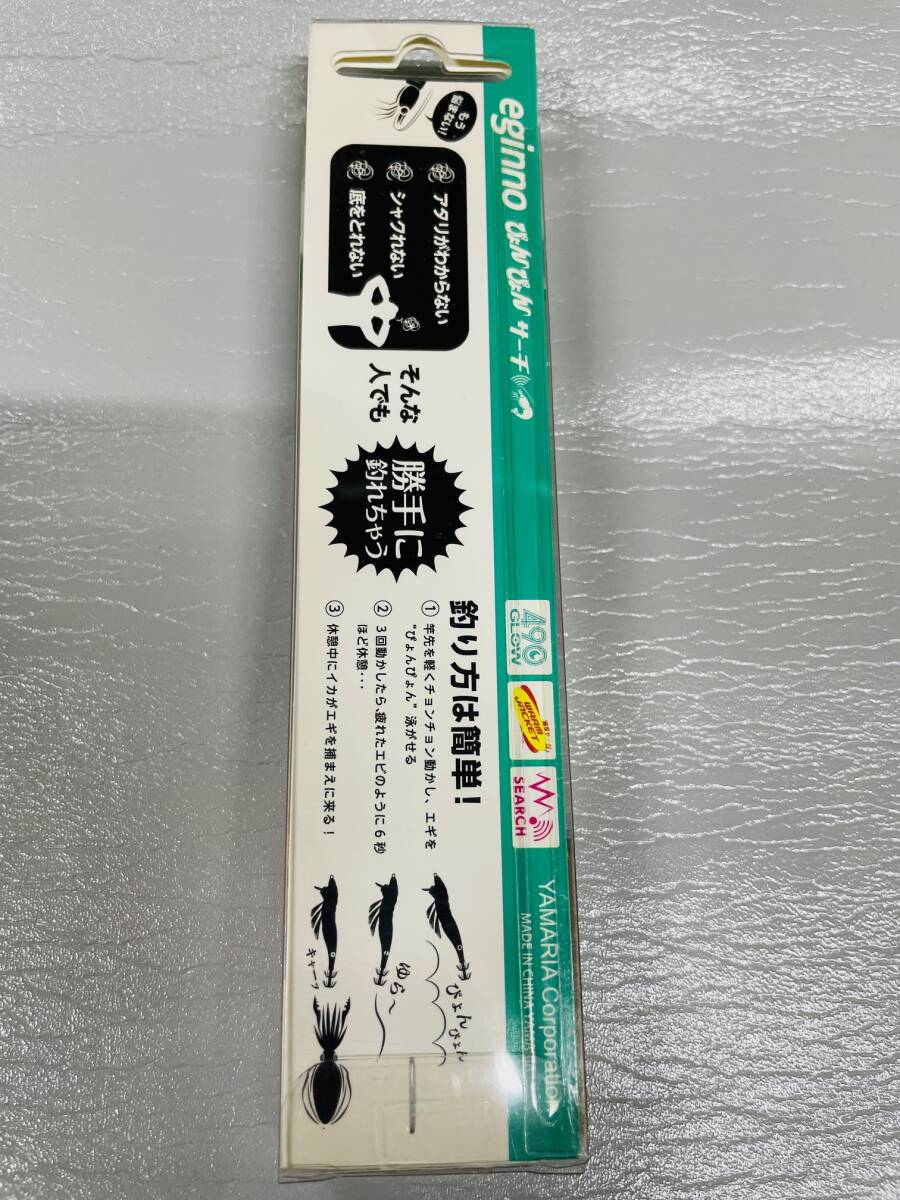 eginno ぴょんぴょん サーチ
490
GLOW
WARM
JACKET
SEARCH
YAMARIA Corporation
MADE IN CHINA
もう
悩まない!
アタリがわからない
シャクれない
底をとれない
そんな
人でも
勝手に
釣れちゃう
釣り方は簡単!
① 竿先を軽くチョンチョン動かし、エギを
“ぴょんぴょん” 泳がせる
② 3回動かしたら、疲れたエビのように6秒
ほど休憩・・・
③ 休憩中にイカがエギを捕まえに来る!
ぴょん
ぴょん
ゆら〜
キャーッ